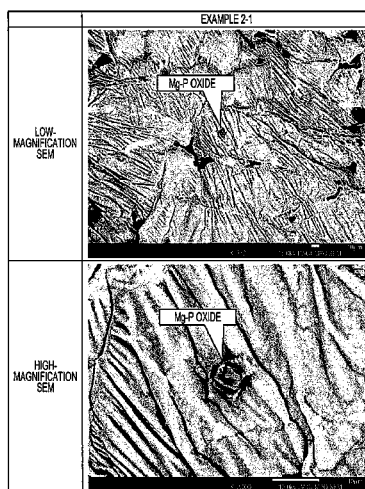 EXAMPLE 2-1
LOW-
MAGNIFICATION
SEM
Mg-P OXIDE
HIGH-
MAGNIFICATION
SEM
Mg-P OXIDE